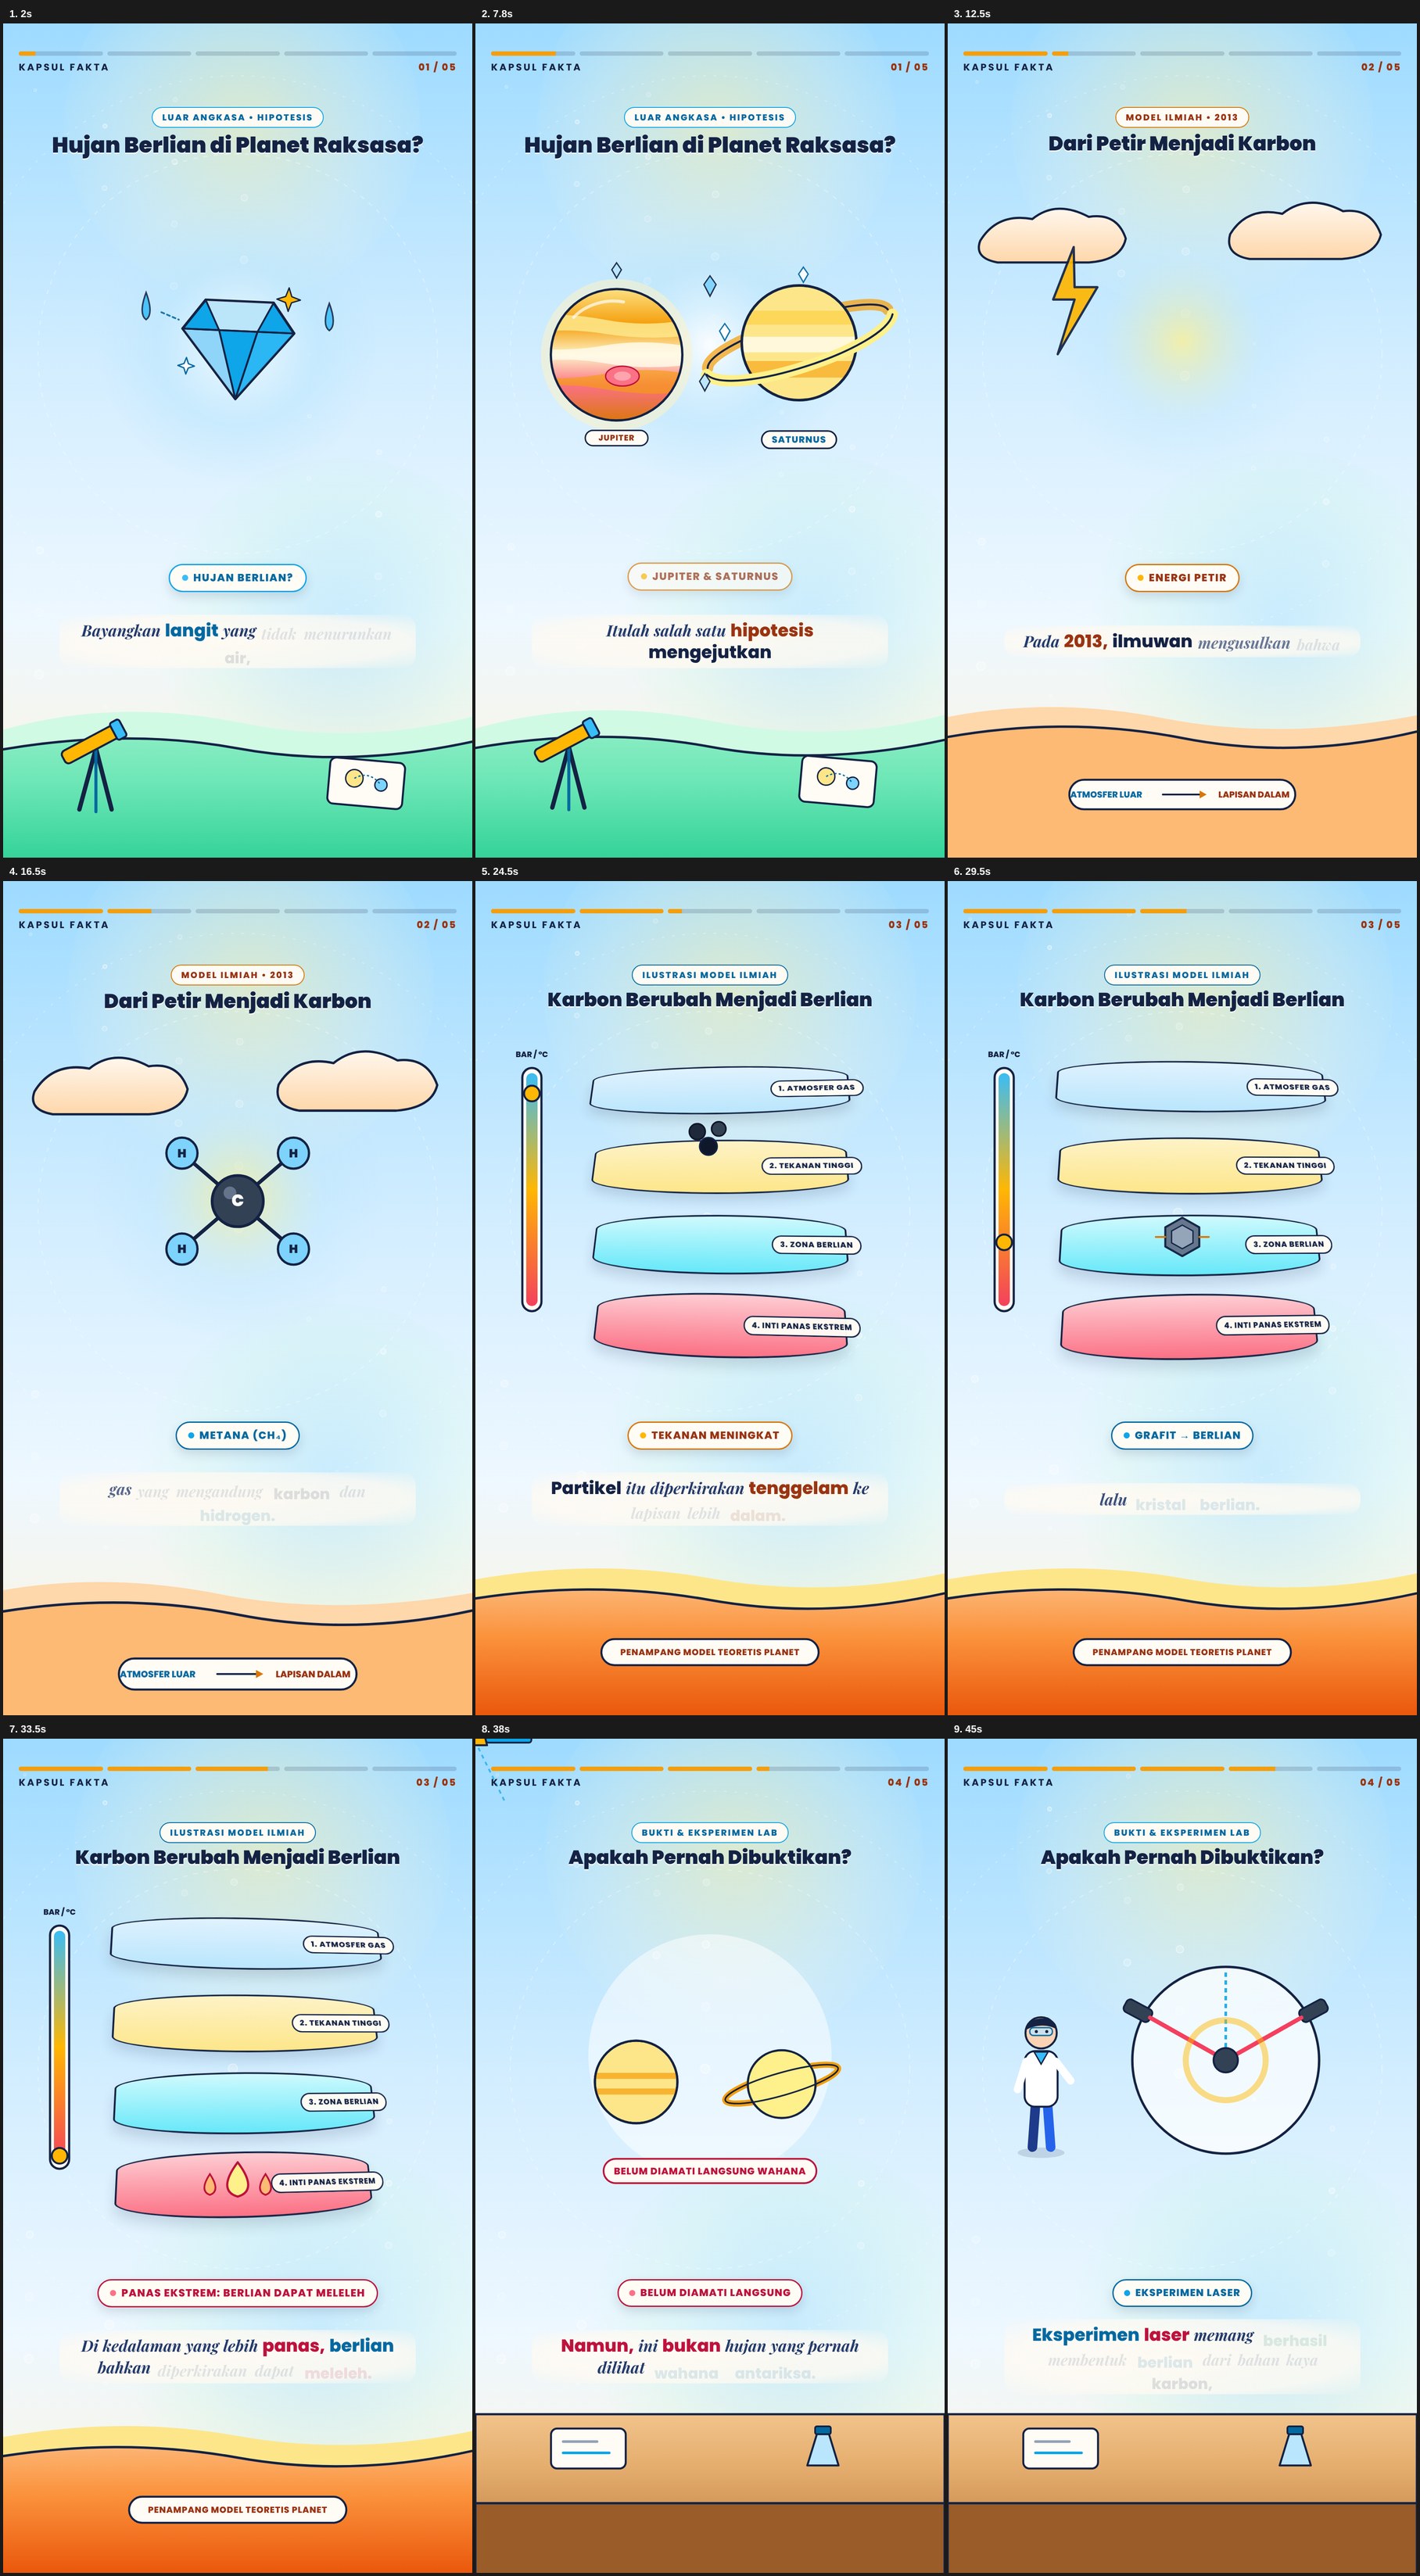 1. 2s
KAPSUL FAKTA
01 / 05
LUAR ANGKASA • HIPOTESIS
Hujan Berlian di Planet Raksasa?
HUJAN BERLIAN?
Bayangkan langit yang tidak menurunkan
air,
2. 7.8s
KAPSUL FAKTA
01 / 05
LUAR ANGKASA • HIPOTESIS
Hujan Berlian di Planet Raksasa?
JUPITER
SATURNUS
JUPITER & SATURNUS
Itulah salah satu hipotesis
mengejutkan
3. 12.5s
KAPSUL FAKTA
02 / 05
MODEL ILMIAH • 2013
Dari Petir Menjadi Karbon
ENERGI PETIR
Pada 2013, ilmuwan mengusulkan bahwa
ATMOSFER LUAR
LAPISAN DALAM
4. 16.5s
KAPSUL FAKTA
02 / 05
MODEL ILMIAH • 2013
Dari Petir Menjadi Karbon
H
H
C
H
H
METANA (CH₄)
gas yang mengandung karbon dan
hidrogen.
ATMOSFER LUAR
LAPISAN DALAM
5. 24.5s
KAPSUL FAKTA
03 / 05
ILUSTRASI MODEL ILMIAH
Karbon Berubah Menjadi Berlian
BAR / °C
1. ATMOSFER GAS
2. TEKANAN TINGGI
3. ZONA BERLIAN
4. INTI PANAS EKSTREM
TEKANAN MENINGKAT
Partikel itu diperkirakan tenggelam ke
lapisan lebih dalam.
PENAMPANG MODEL TEORETIS PLANET
6. 29.5s
KAPSUL FAKTA
03 / 05
ILUSTRASI MODEL ILMIAH
Karbon Berubah Menjadi Berlian
BAR / °C
1. ATMOSFER GAS
2. TEKANAN TINGGI
3. ZONA BERLIAN
4. INTI PANAS EKSTREM
GRAFIT → BERLIAN
lalu kristal berlian.
PENAMPANG MODEL TEORETIS PLANET
7. 33.5s
KAPSUL FAKTA
03 / 05
ILUSTRASI MODEL ILMIAH
Karbon Berubah Menjadi Berlian
BAR / °C
1. ATMOSFER GAS
2. TEKANAN TINGGI
3. ZONA BERLIAN
4. INTI PANAS EKSTREM
PANAS EKSTREM: BERLIAN DAPAT MELELEH
Di kedalaman yang lebih panas, berlian
bahkan diperkirakan dapat meleleh.
PENAMPANG MODEL TEORETIS PLANET
8. 38s
KAPSUL FAKTA
04 / 05
BUKTI & EKSPERIMEN LAB
Apakah Pernah Dibuktikan?
BELUM DIAMATI LANGSUNG WAHANA
BELUM DIAMATI LANGSUNG
Namun, ini bukan hujan yang pernah
dilihat wahana antariksa.
9. 45s
KAPSUL FAKTA
04 / 05
BUKTI & EKSPERIMEN LAB
Apakah Pernah Dibuktikan?
EKSPERIMEN LASER
Eksperimen laser memang berhasil
membentuk berlian dari bahan kaya
karbon,